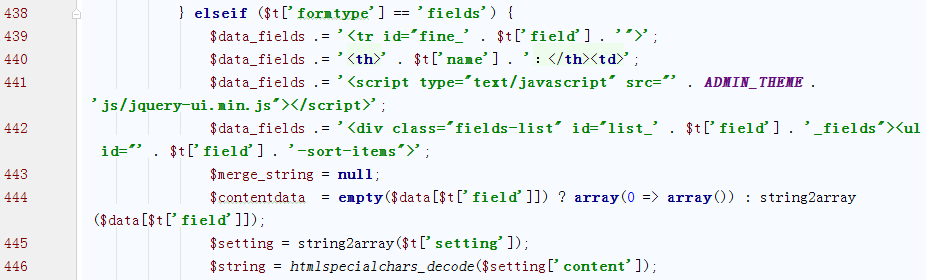 438 } elseif ($t['formtype'] == 'fields') {
439 $data_fields .= '<tr id="fine_' . $t['field'] . '">';
440 $data_fields .= '<th>' . $t['name'] . '：</th><td>';
441 $data_fields .= '<script type="text/javascript" src="' . ADMIN_THEME .
'js/jquery-ui.min.js"></script>';
442 $data_fields .= '<div class="fields-list" id="list_' . $t['field'] . '_fields"><ul
id="' . $t['field'] . '-sort-items">';
443 $merge_string = null;
444 $contentdata = empty($data[$t['field']]) ? array(0 => array()) : string2array
($data[$t['field']]);
445 $setting = string2array($t['setting']);
446 $string = htmlspecialchars_decode($setting['content']);